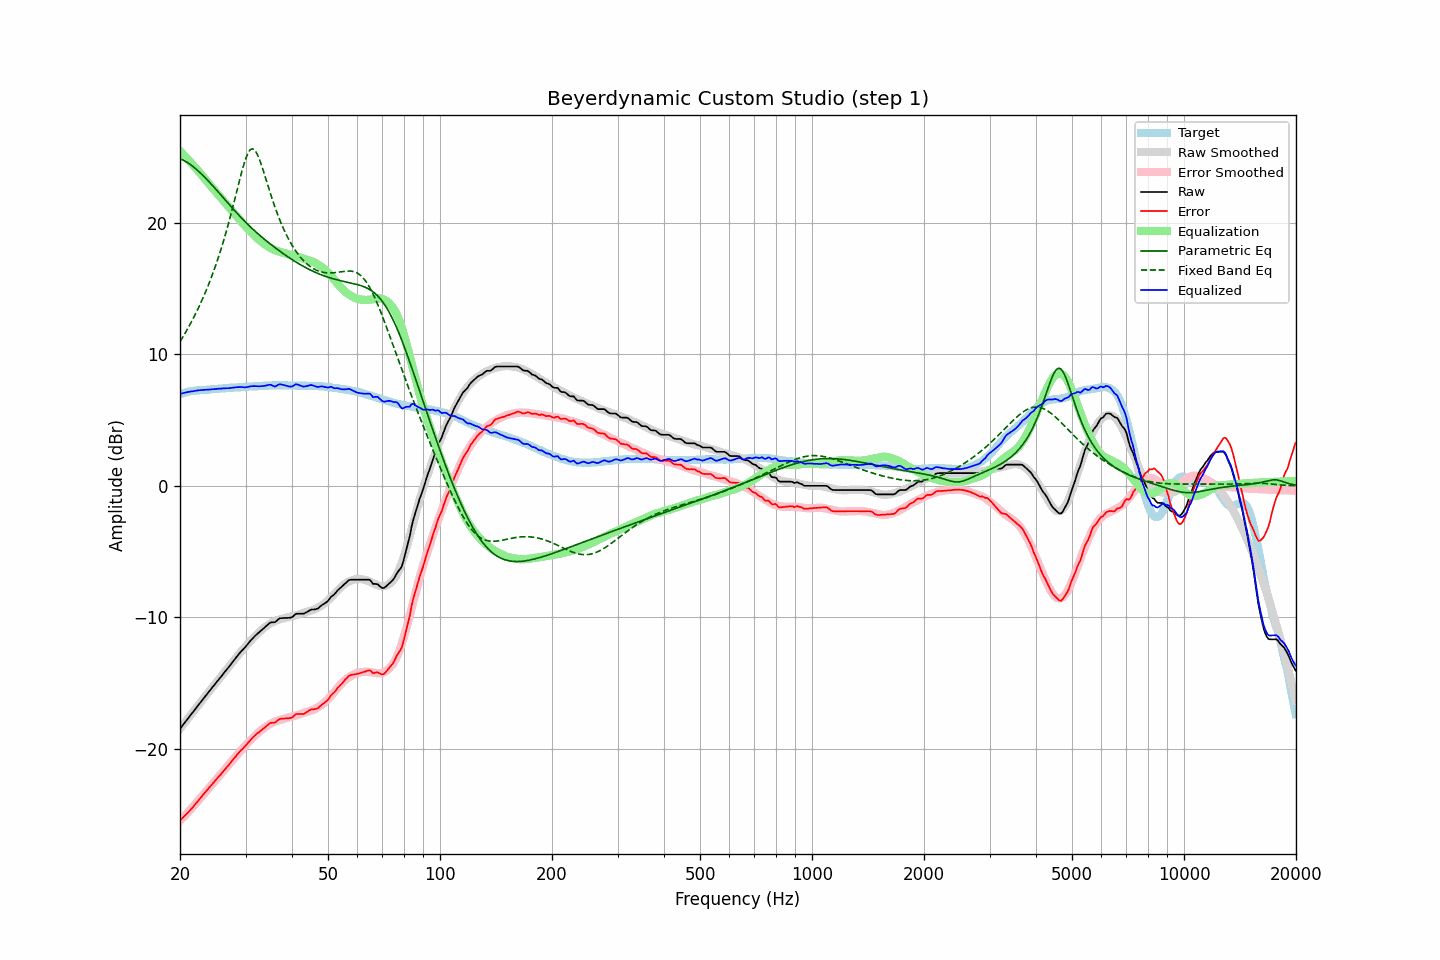 Beyerdynamic Custom Studio (step 1)
Target
Raw Smoothed
Error Smoothed
Raw
Error
Equalization
Parametric Eq
Fixed Band Eq
Equalized
20
10
0
−10
−20
Amplitude (dBr)
20
50
100
200
500
1000
2000
5000
10000
20000
Frequency (Hz)